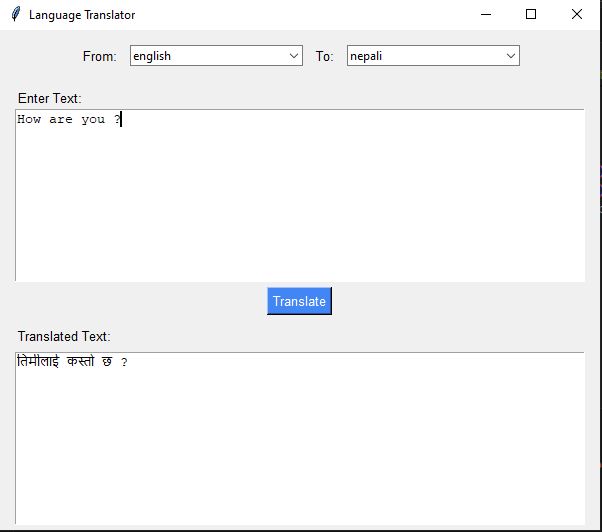 Language Translator
From: english To: nepali
Enter Text:
How are you ?
Translate
Translated Text:
तिमीलाई कस्तो छ ?